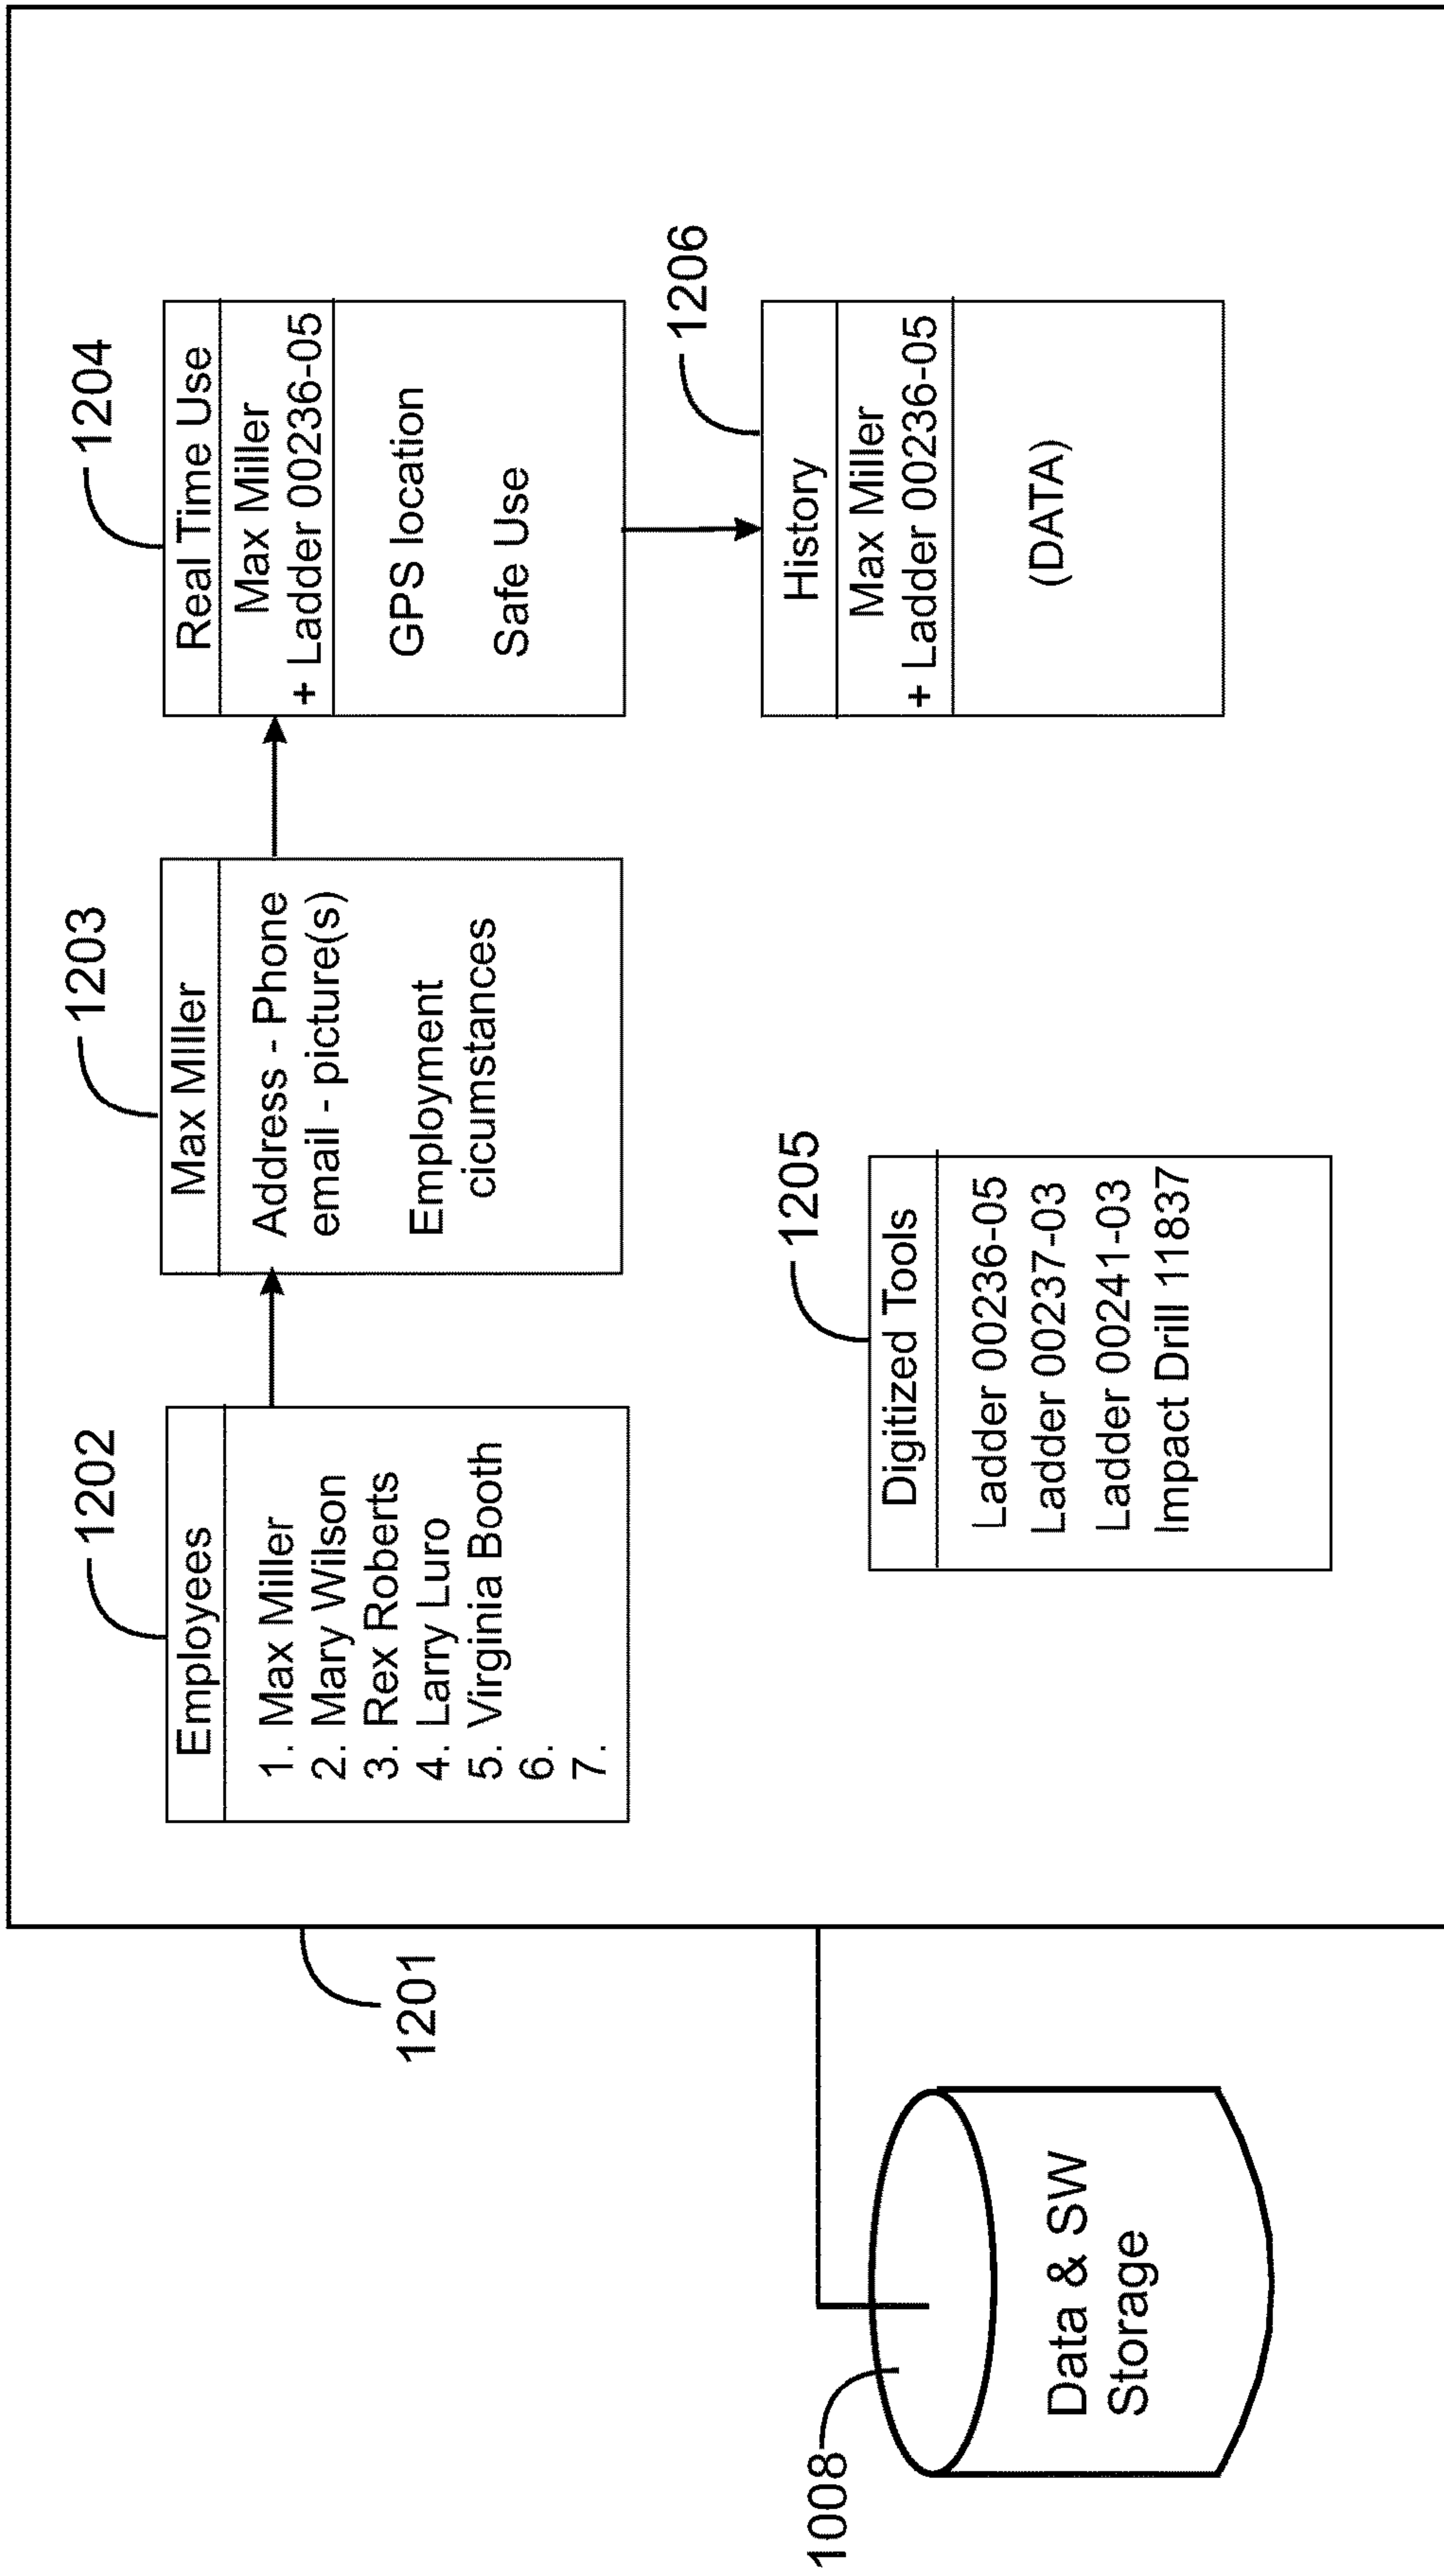 1201
1202
Employees
1. Max Miller
2. Mary Wilson
3. Rex Roberts
4. Larry Luro
5. Virginia Booth
6.
7.
1203
Max MIller
Address - Phone
email - picture(s)
Employment
cicumstances
1204
Real Time Use
Max Miller
+ Ladder 00236-05
GPS location
Safe Use
1206
History
Max Miller
+ Ladder 00236-05
(DATA)
1205
Digitized Tools
Ladder 00236-05
Ladder 00237-03
Ladder 00241-03
Impact Drill 11837
1008
Data & SW
Storage